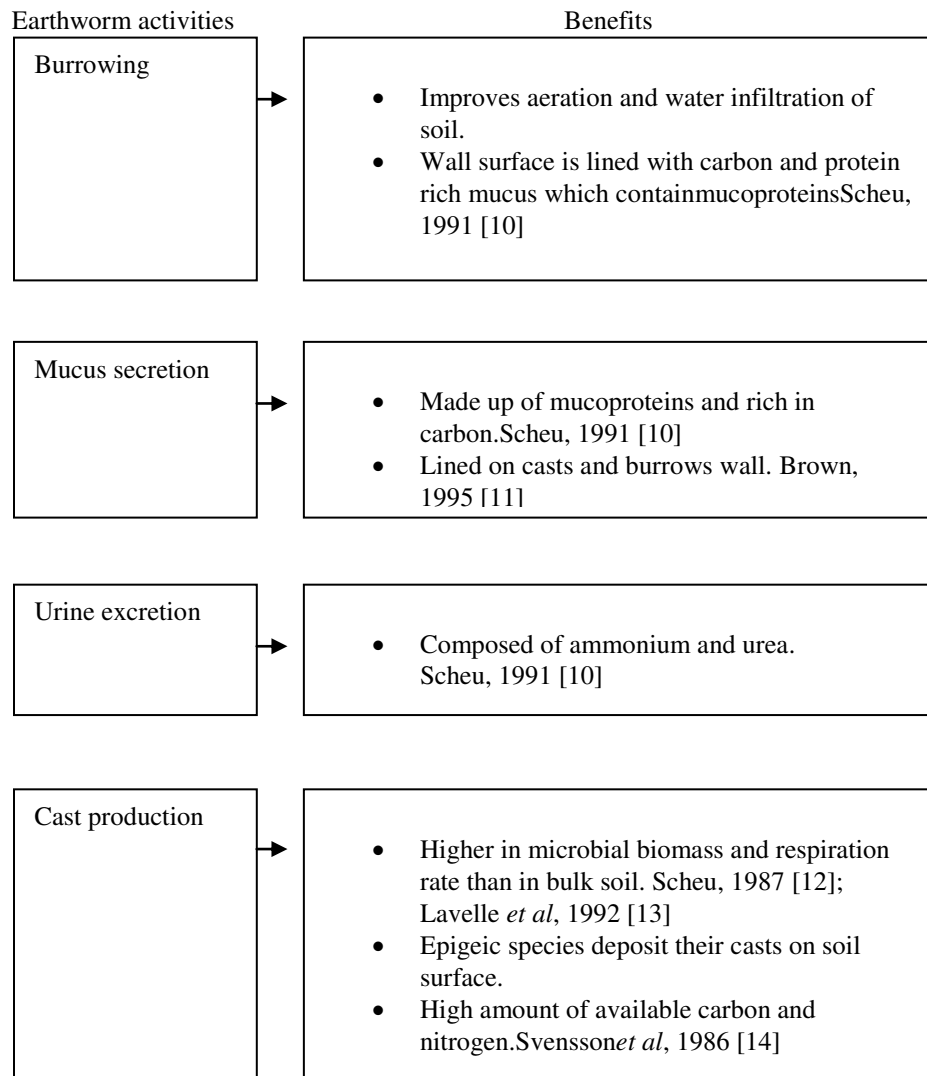 Earthworm activities Benefits
Burrowing
• Improves aeration and water infiltration of
soil.
• Wall surface is lined with carbon and protein
rich mucus which containmucoproteinsScheu,
1991 [10]
Mucus secretion
• Made up of mucoproteins and rich in
carbon.Scheu, 1991 [10]
• Lined on casts and burrows wall. Brown,
1995 [11]
Urine excretion
• Composed of ammonium and urea.
Scheu, 1991 [10]
Cast production
• Higher in microbial biomass and respiration
rate than in bulk soil. Scheu, 1987 [12];
Lavelle et al, 1992 [13]
• Epigeic species deposit their casts on soil
surface.
• High amount of available carbon and
nitrogen.Svenssonet al, 1986 [14]